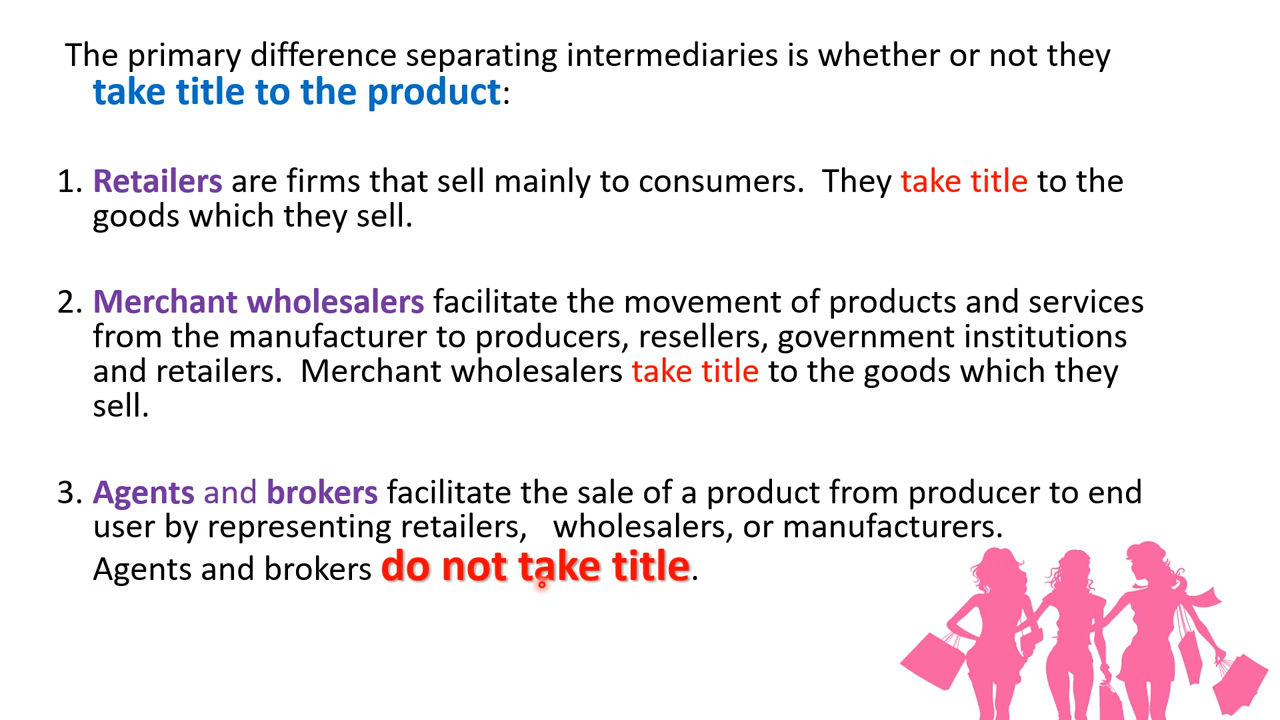 The primary difference separating intermediaries is whether or not they
take title to the product:
1. Retailers are firms that sell mainly to consumers.  They take title to the
goods which they sell.
2. Merchant wholesalers facilitate the movement of products and services
from the manufacturer to producers, resellers, government institutions
and retailers.  Merchant wholesalers take title to the goods which they
sell.
3. Agents and brokers facilitate the sale of a product from producer to end
user by representing retailers,   wholesalers, or manufacturers.
Agents and brokers do not take title.